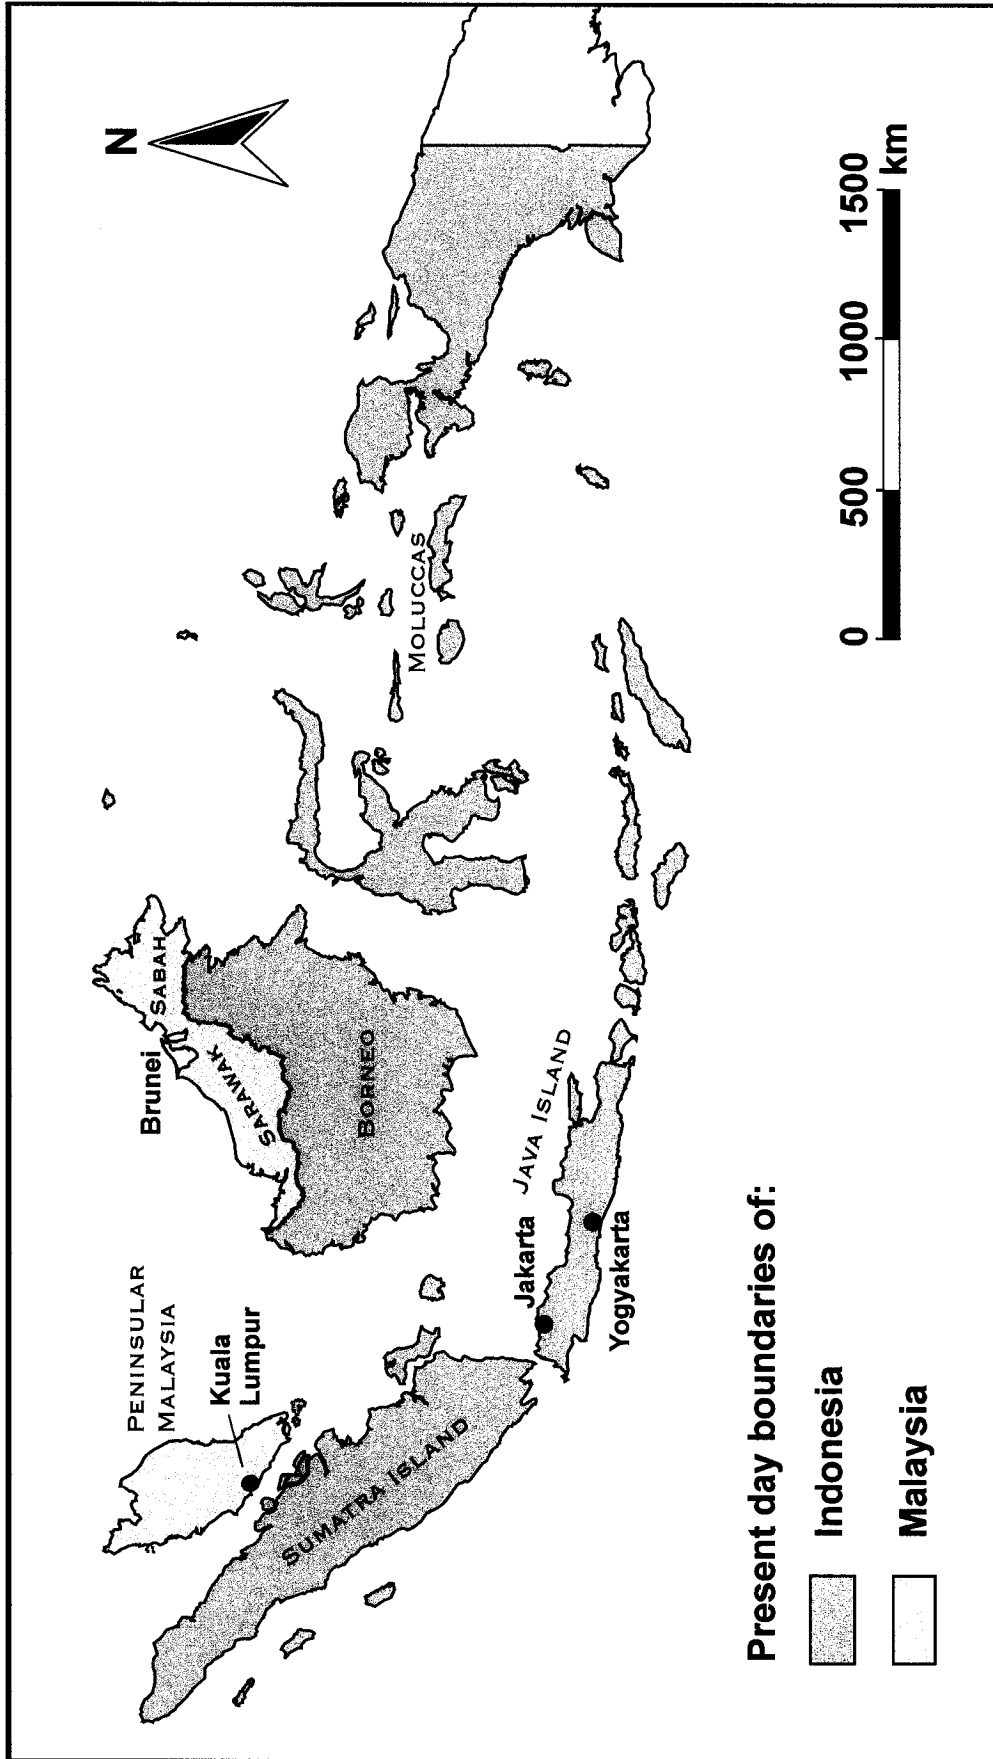 N
PENINSULAR
MALAYSIA
Kuala
Lumpur
Brunei
SABAH
SARAWAK
BORNEO
SUMATRA ISLAND
MOLUCCAS
Jakarta
JAVA ISLAND
Yogyakarta
Present day boundaries of:
Indonesia
Malaysia
0 500 1000 1500
km